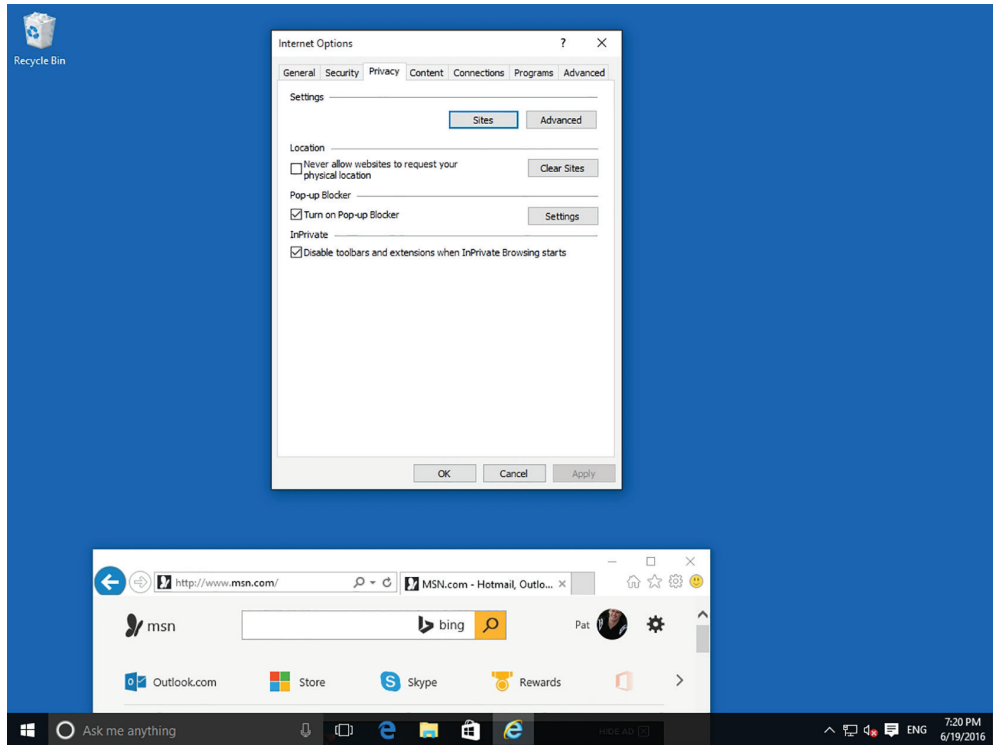 Recycle Bin
Internet Options
?
General Security Privacy Content Connections Programs Advanced
Settings
Sites Advanced
Location
Never allow websites to request your
physical location
Clear Sites
Pop-up Blocker
Turn on Pop-up Blocker
Settings
InPrivate
Disable toolbars and extensions when InPrivate Browsing starts
OK Cancel Apply
http://www.msn.com/
MSN.com - Hotmail, Outlo...
msn
bing
Pat
Outlook.com Store Skype Rewards
Ask me anything
HIDE AD
ENG
7:20 PM
6/19/2016